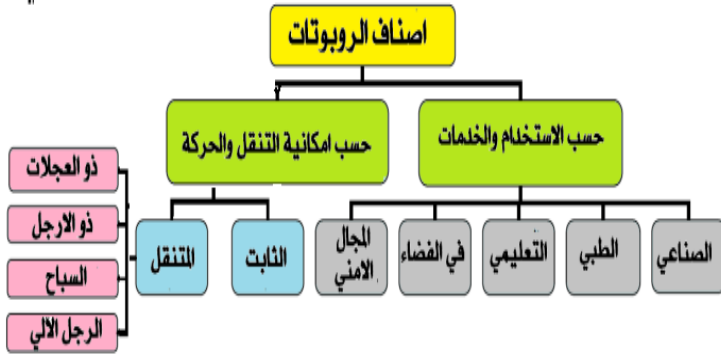 اصناف الروبوتات
حسب الاستخدام والخدمات
حسب امكانية التنقل والحركة
الصناعي
الطبي
التعليمي
في الفضاء
المجال
الامني
الثابت
المتنقل
ذو العجلات
ذو الارجل
السباح
الرجل الالي